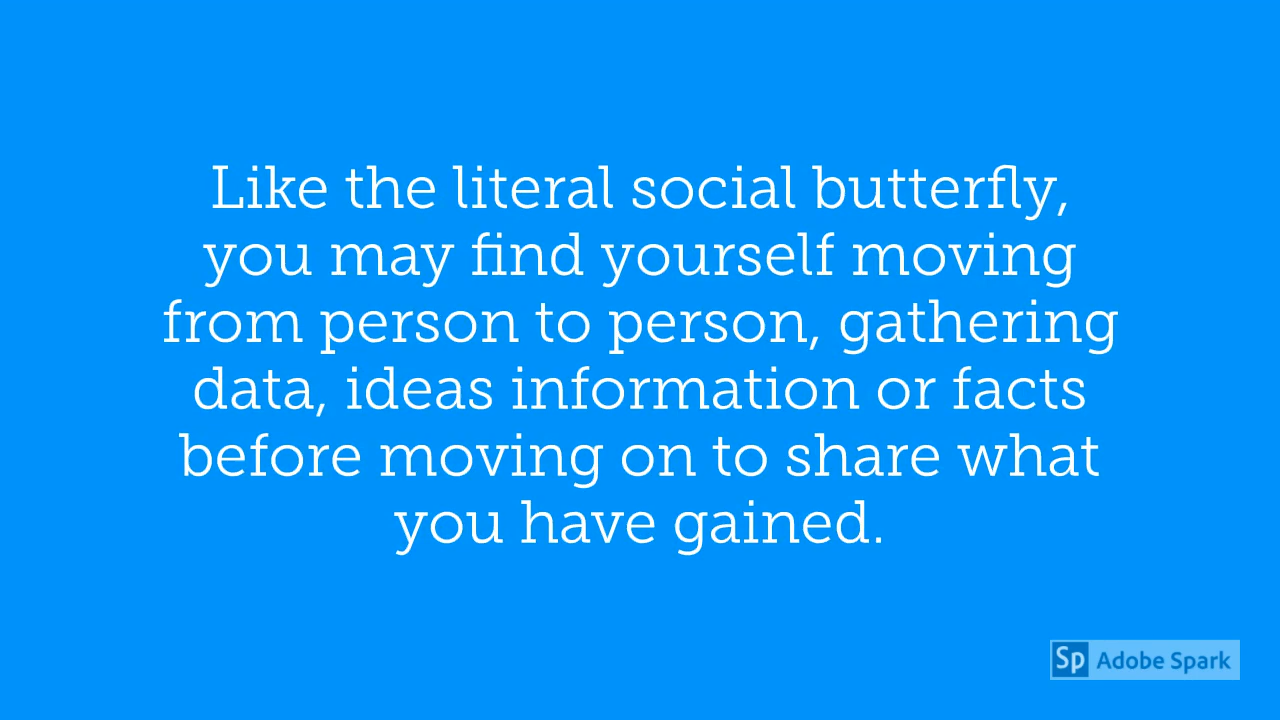 Like the literal social butterfly,
you may find yourself moving
from person to person, gathering
data, ideas information or facts
before moving on to share what
you have gained.
Sp Adobe Spark